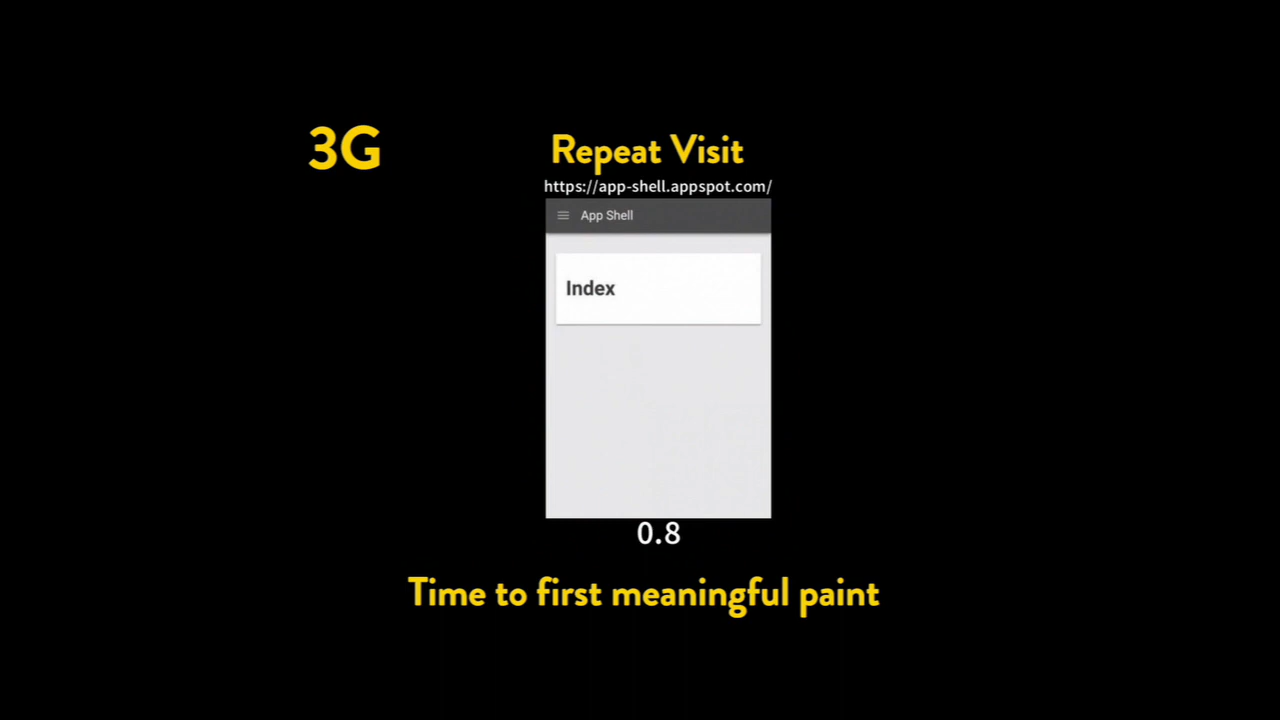 3G
Repeat Visit
https://app-shell.appspot.com/
App Shell
Index
0.8
Time to first meaningful paint